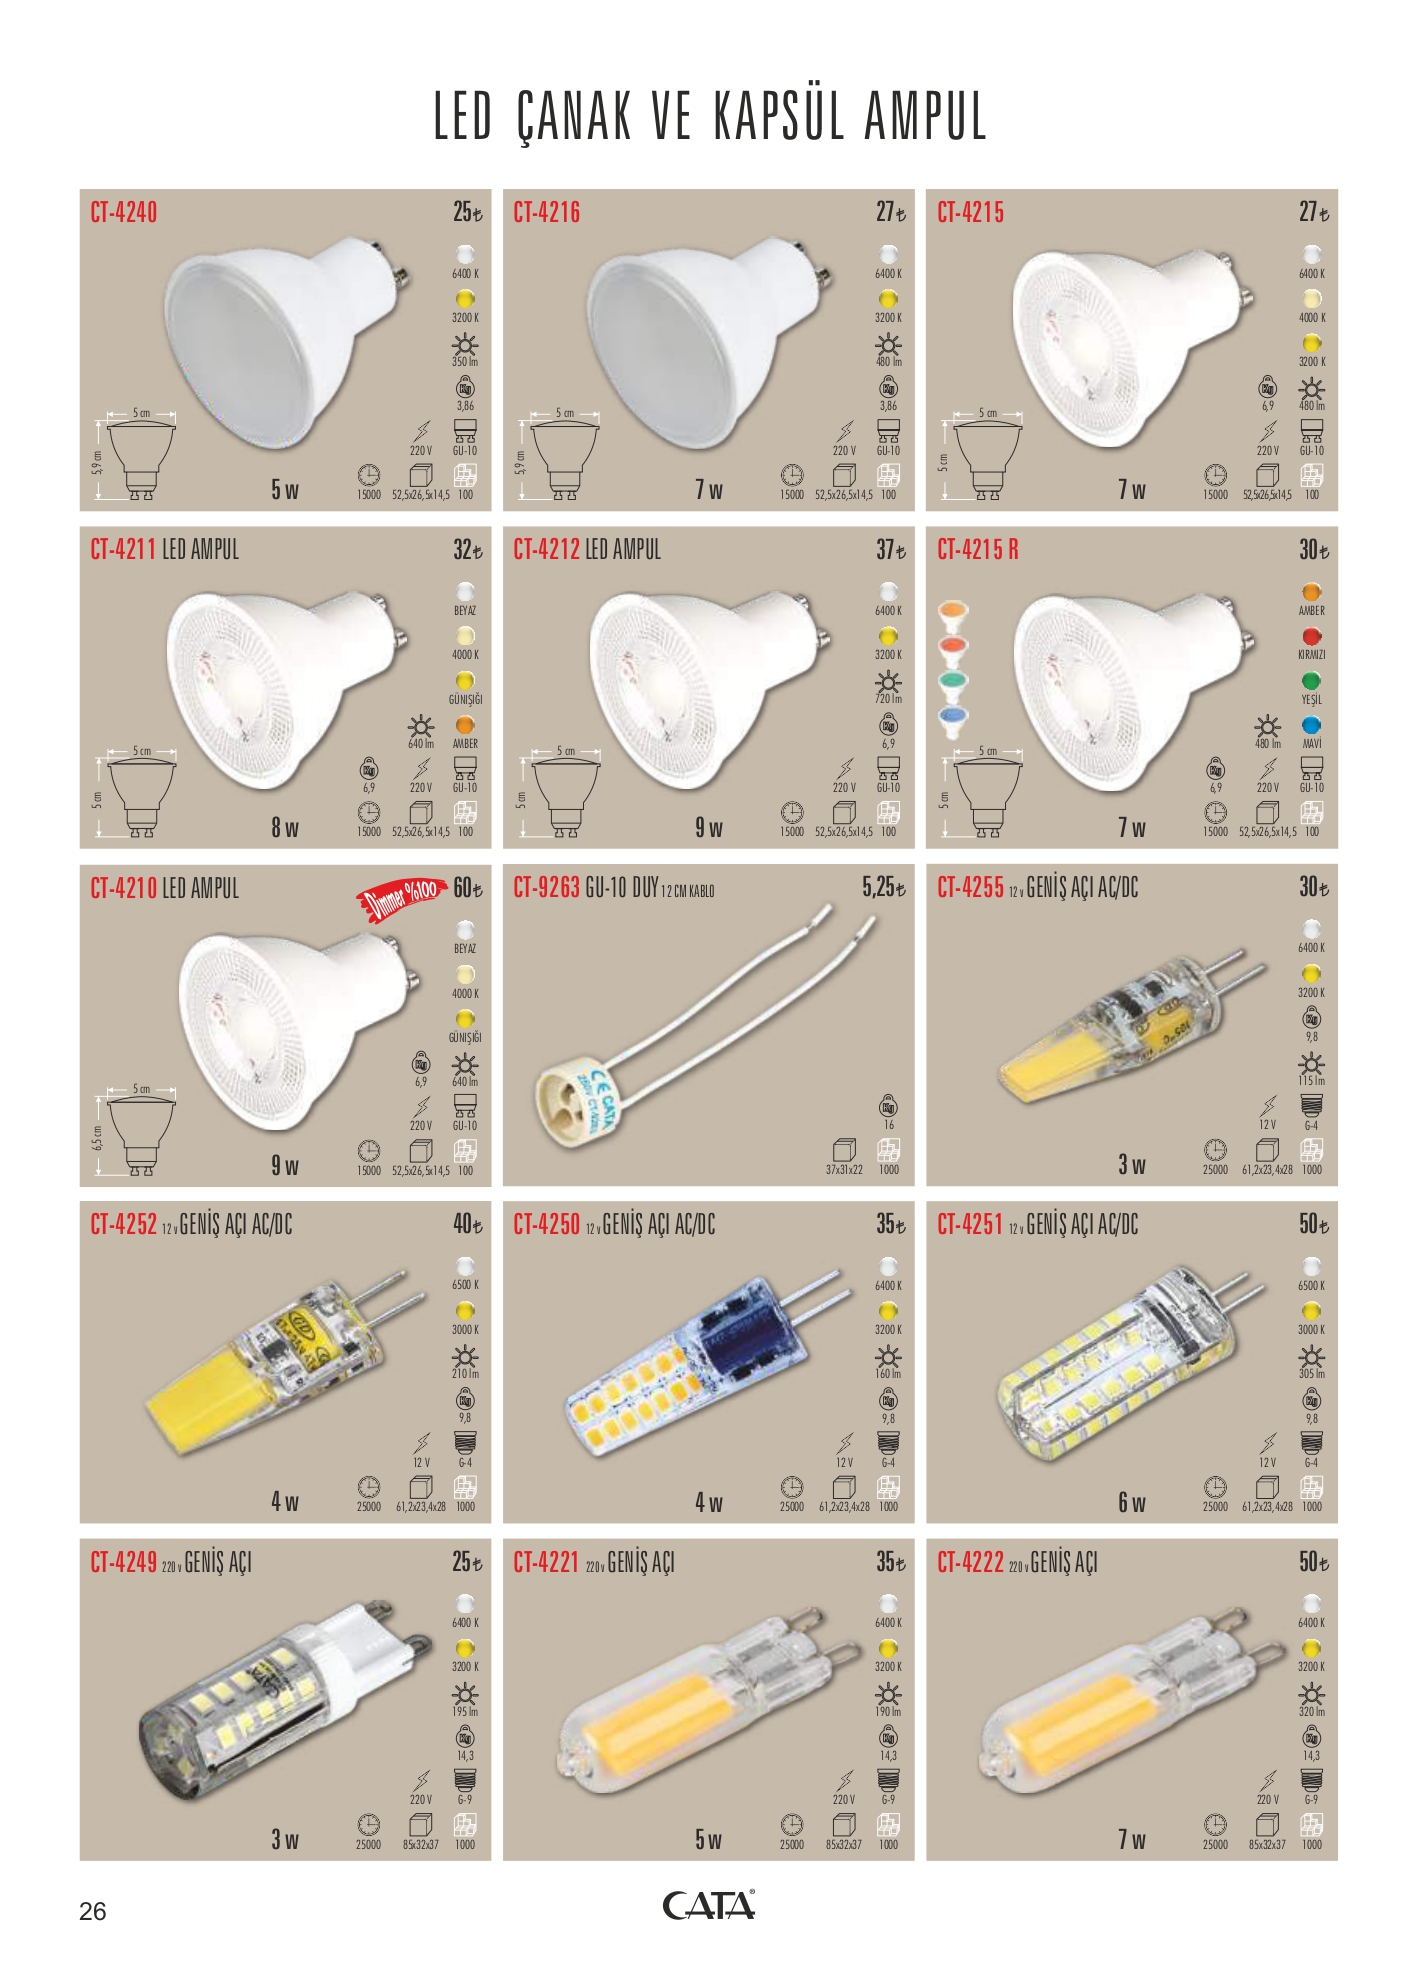 LED ÇANAK VE KAPSÜL AMPUL
CT-4240 25₺
6400 K
3200 K
350 lm
Kg
3,86
5 cm
5,9 cm
220 V GU-10
5 w 15000 52,5x26,5x14,5 100
CT-4216 27₺
6400 K
3200 K
480 lm
Kg
3,86
5 cm
5,9 cm
220 V GU-10
7 w 15000 52,5x26,5x14,5 100
CT-4215 27₺
6400 K
4000 K
3200 K
Kg
6,9 480 lm
5 cm
5 cm
220 V GU-10
7 w 15000 52,5x26,5x14,5 100
CT-4211 LED AMPUL 32₺
BEYAZ
4000 K
GÜNIŞIĞI
640 lm AMBER
5 cm
5 cm
Kg
6,9 220 V GU-10
8 w 15000 52,5x26,5x14,5 100
CT-4212 LED AMPUL 37₺
6400 K
3200 K
720 lm
Kg
6,9
5 cm
5 cm
220 V GU-10
9 w 15000 52,5x26,5x14,5 100
CT-4215 R 30₺
AMBER
KIRMIZI
YEŞİL
480 lm MAVİ
5 cm
5 cm
Kg
6,9 220 V GU-10
7 w 15000 52,5x26,5x14,5 100
CT-4210 LED AMPUL Dimmer %100 60₺
BEYAZ
4000 K
GÜNIŞIĞI
Kg
6,9 640 lm
5 cm
6,5 cm
220 V GU-10
9 w 15000 52,5x26,5x14,5 100
CT-9263 GU-10 DUY 12 CM KABLO 5,25₺
CE CATA
Kg
16
37x31x22 1000
CT-4255 12 v GENİŞ AÇI AC/DC 30₺
6400 K
3200 K
Kg
9,8
115 lm
12 V G-4
3 w 25000 61,2x23,4x28 1000
CT-4252 12 v GENİŞ AÇI AC/DC 40₺
6500 K
3000 K
210 lm
Kg
9,8
12 V G-4
4 w 25000 61,2x23,4x28 1000
CT-4250 12 v GENİŞ AÇI AC/DC 35₺
6400 K
3200 K
160 lm
Kg
9,8
12 V G-4
4 w 25000 61,2x23,4x28 1000
CT-4251 12 v GENİŞ AÇI AC/DC 50₺
6500 K
3000 K
305 lm
Kg
9,8
12 V G-4
6 w 25000 61,2x23,4x28 1000
CT-4249 220 v GENİŞ AÇI 25₺
6400 K
3200 K
195 lm
Kg
14,3
220 V G-9
3 w 25000 85x32x37 1000
CT-4221 220 v GENİŞ AÇI 35₺
6400 K
3200 K
190 lm
Kg
14,3
220 V G-9
5 w 25000 85x32x37 1000
CT-4222 220 v GENİŞ AÇI 50₺
6400 K
3200 K
320 lm
Kg
14,3
220 V G-9
7 w 25000 85x32x37 1000
26
CATA®